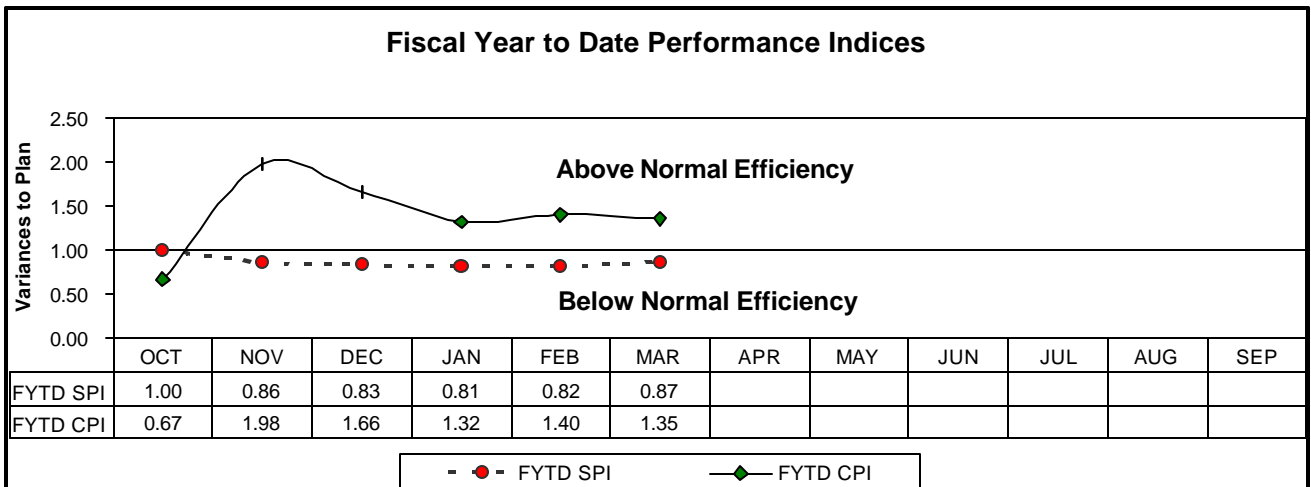 Fiscal Year to Date Performance Indices
Variances to Plan
2.50
2.00
1.50
1.00
0.50
0.00
Above Normal Efficiency
Below Normal Efficiency
OCT NOV DEC JAN FEB MAR APR MAY JUN JUL AUG SEP
FYTD SPI 1.00 0.86 0.83 0.81 0.82 0.87
FYTD CPI 0.67 1.98 1.66 1.32 1.40 1.35
FYTD SPI FYTD CPI